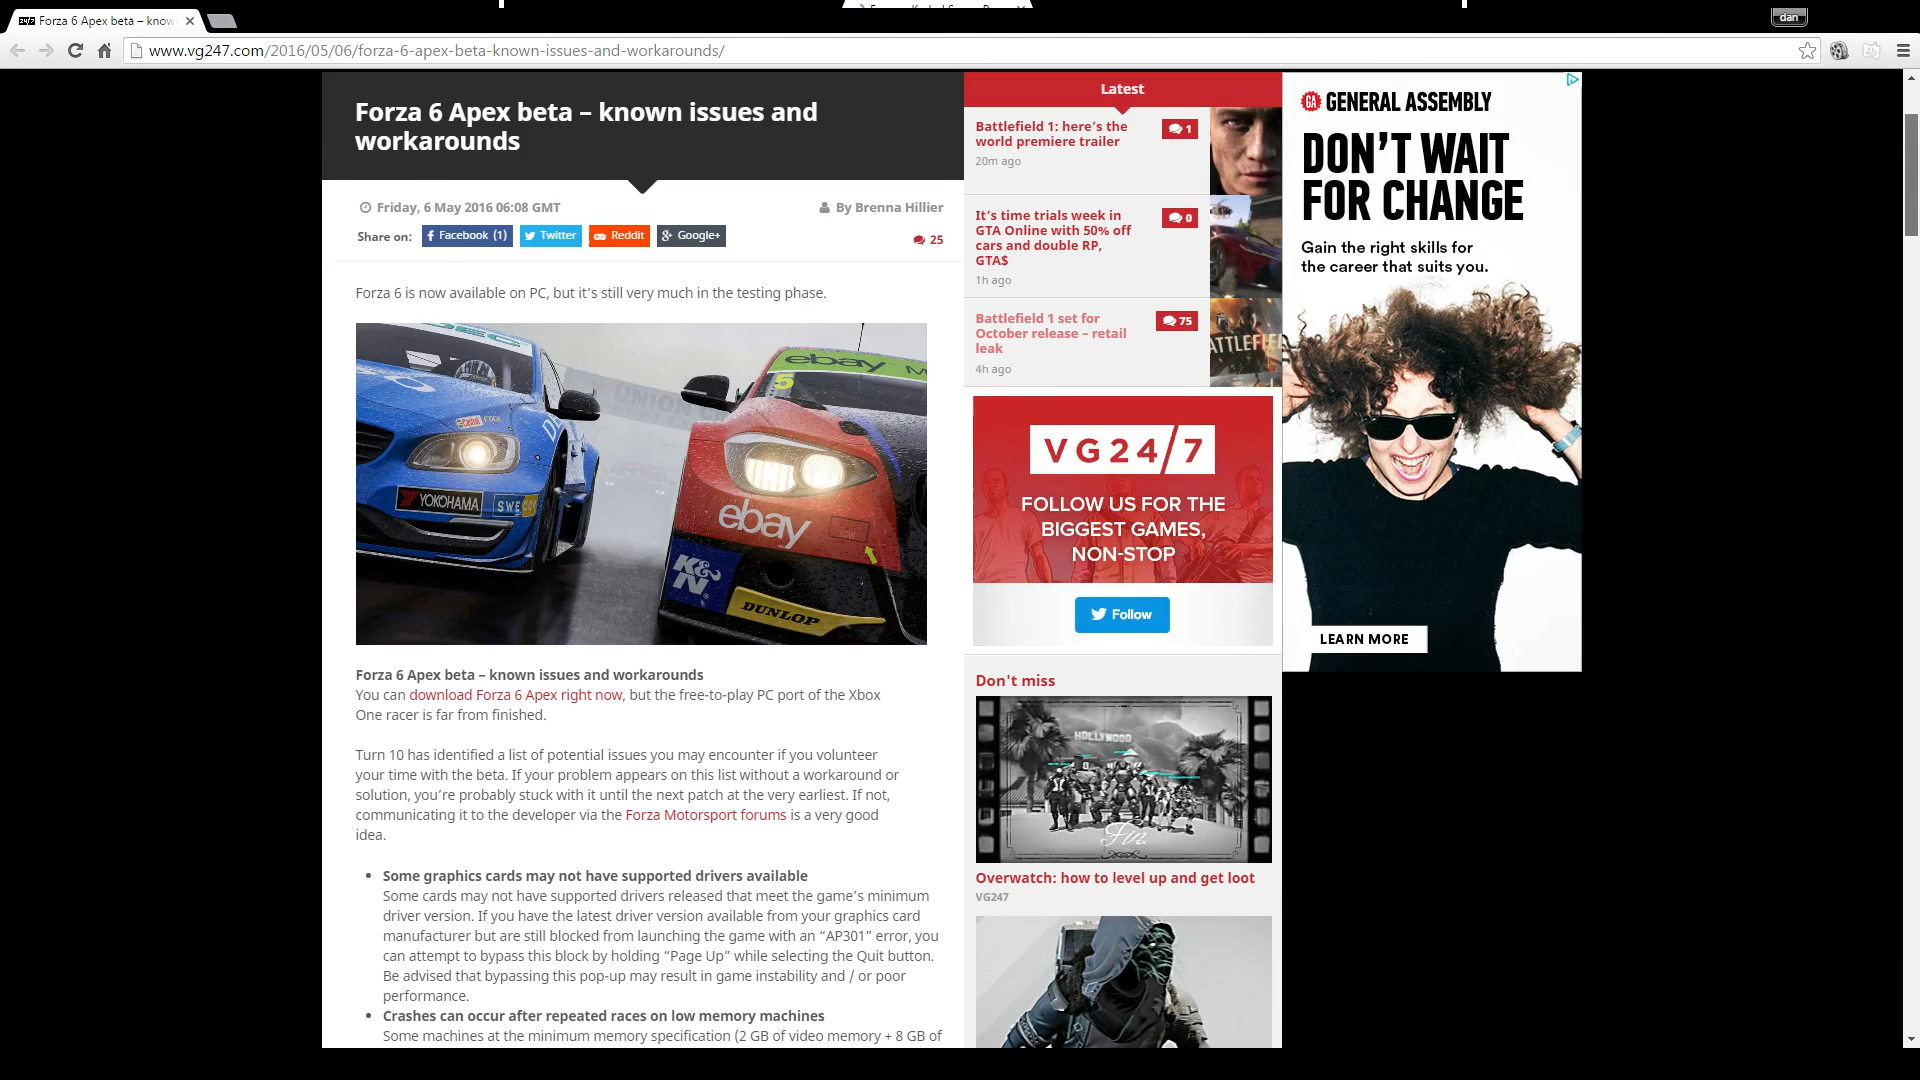 Forza 6 Apex beta – know
dan
www.vg247.com/2016/05/06/forza-6-apex-beta-known-issues-and-workarounds/
Forza 6 Apex beta – known issues and
workarounds
Friday, 6 May 2016 06:08 GMT
By Brenna Hillier
Share on:
Facebook (1)
Twitter
Reddit
Google+
25
Forza 6 is now available on PC, but it’s still very much in the testing phase.
ebay
5
UNION
Castrol
YOKOHAMA
SWECO
ebay
K&N
DUNLOP
Forza 6 Apex beta – known issues and workarounds
You can download Forza 6 Apex right now, but the free-to-play PC port of the Xbox
One racer is far from finished.
Turn 10 has identified a list of potential issues you may encounter if you volunteer
your time with the beta. If your problem appears on this list without a workaround or
solution, you’re probably stuck with it until the next patch at the very earliest. If not,
communicating it to the developer via the Forza Motorsport forums is a very good
idea.
• Some graphics cards may not have supported drivers available
Some cards may not have supported drivers released that meet the game’s minimum
driver version. If you have the latest driver version available from your graphics card
manufacturer but are still blocked from launching the game with an “AP301” error, you
can attempt to bypass this block by holding “Page Up” while selecting the Quit button.
Be advised that bypassing this pop-up may result in game instability and / or poor
performance.
• Crashes can occur after repeated races on low memory machines
Some machines at the minimum memory specification (2 GB of video memory + 8 GB of
Latest
Battlefield 1: here’s the
world premiere trailer
1
20m ago
It’s time trials week in
GTA Online with 50% off
cars and double RP,
GTA$
0
1h ago
Battlefield 1 set for
October release – retail
leak
75
4h ago
VG24/7
FOLLOW US FOR THE
BIGGEST GAMES,
NON-STOP
Follow
Don't miss
HOLLYWOOD
Overwatch: how to level up and get loot
VG247
GA GENERAL ASSEMBLY
DON’T WAIT
FOR CHANGE
Gain the right skills for
the career that suits you.
LEARN MORE